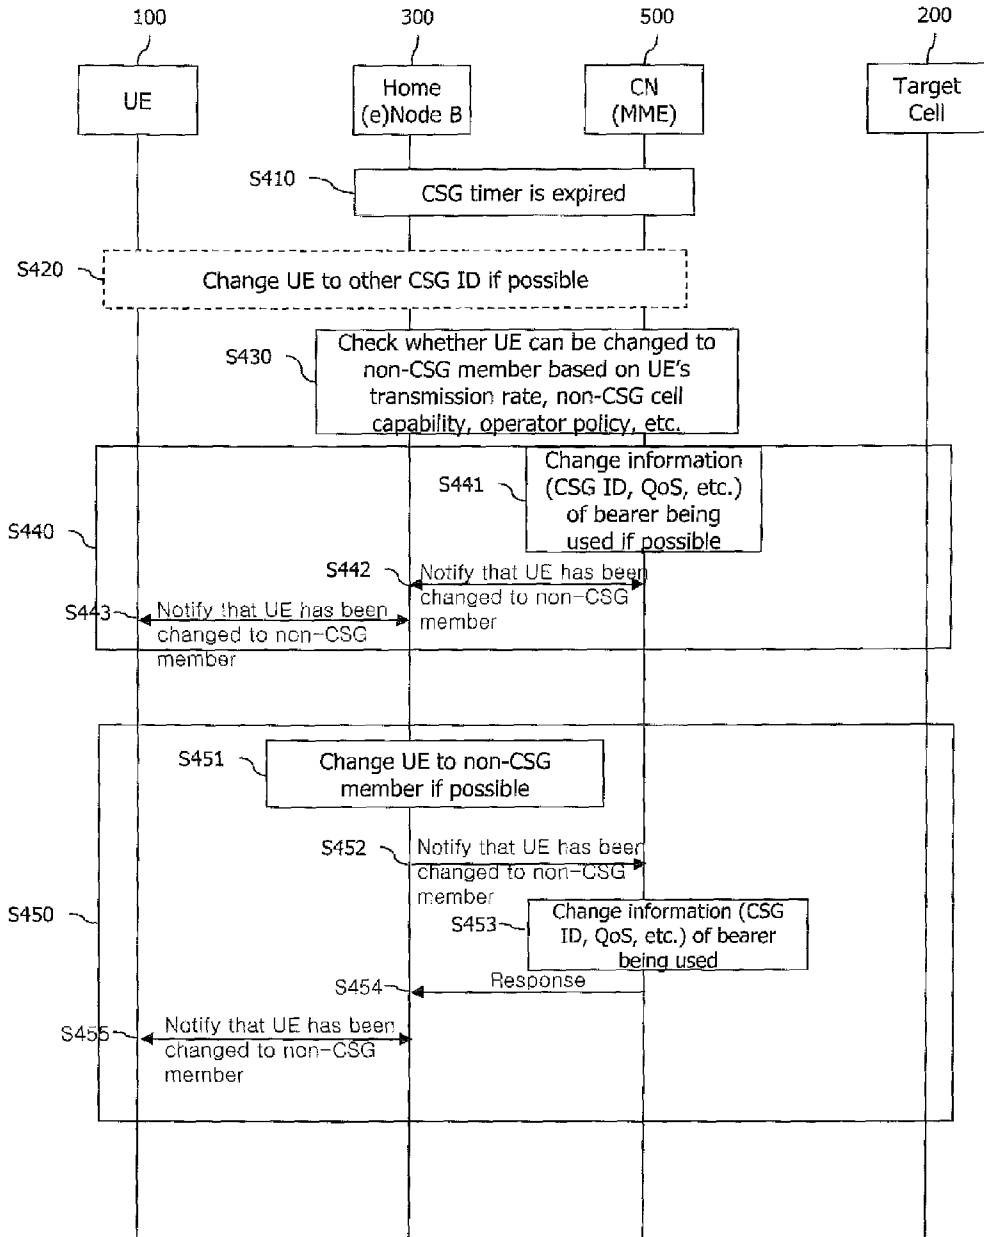 100
300
500
200
UE
Home
(e)Node B
CN
(MME)
Target
Cell
S410
CSG timer is expired
S420
Change UE to other CSG ID if possible
S430
Check whether UE can be changed to
non-CSG member based on UE's
transmission rate, non-CSG cell
capability, operator policy, etc.
S440
S441
Change information
(CSG ID, QoS, etc.)
of bearer being
used if possible
S442
Notify that UE has been
changed to non-CSG
member
S443
Notify that UE has been
changed to non-CSG
member
S450
S451
Change UE to non-CSG
member if possible
S452
Notify that UE has been
changed to non-CSG
member
S453
Change information (CSG
ID, QoS, etc.) of bearer
being used
S454
Response
S455
Notify that UE has been
changed to non-CSG
member